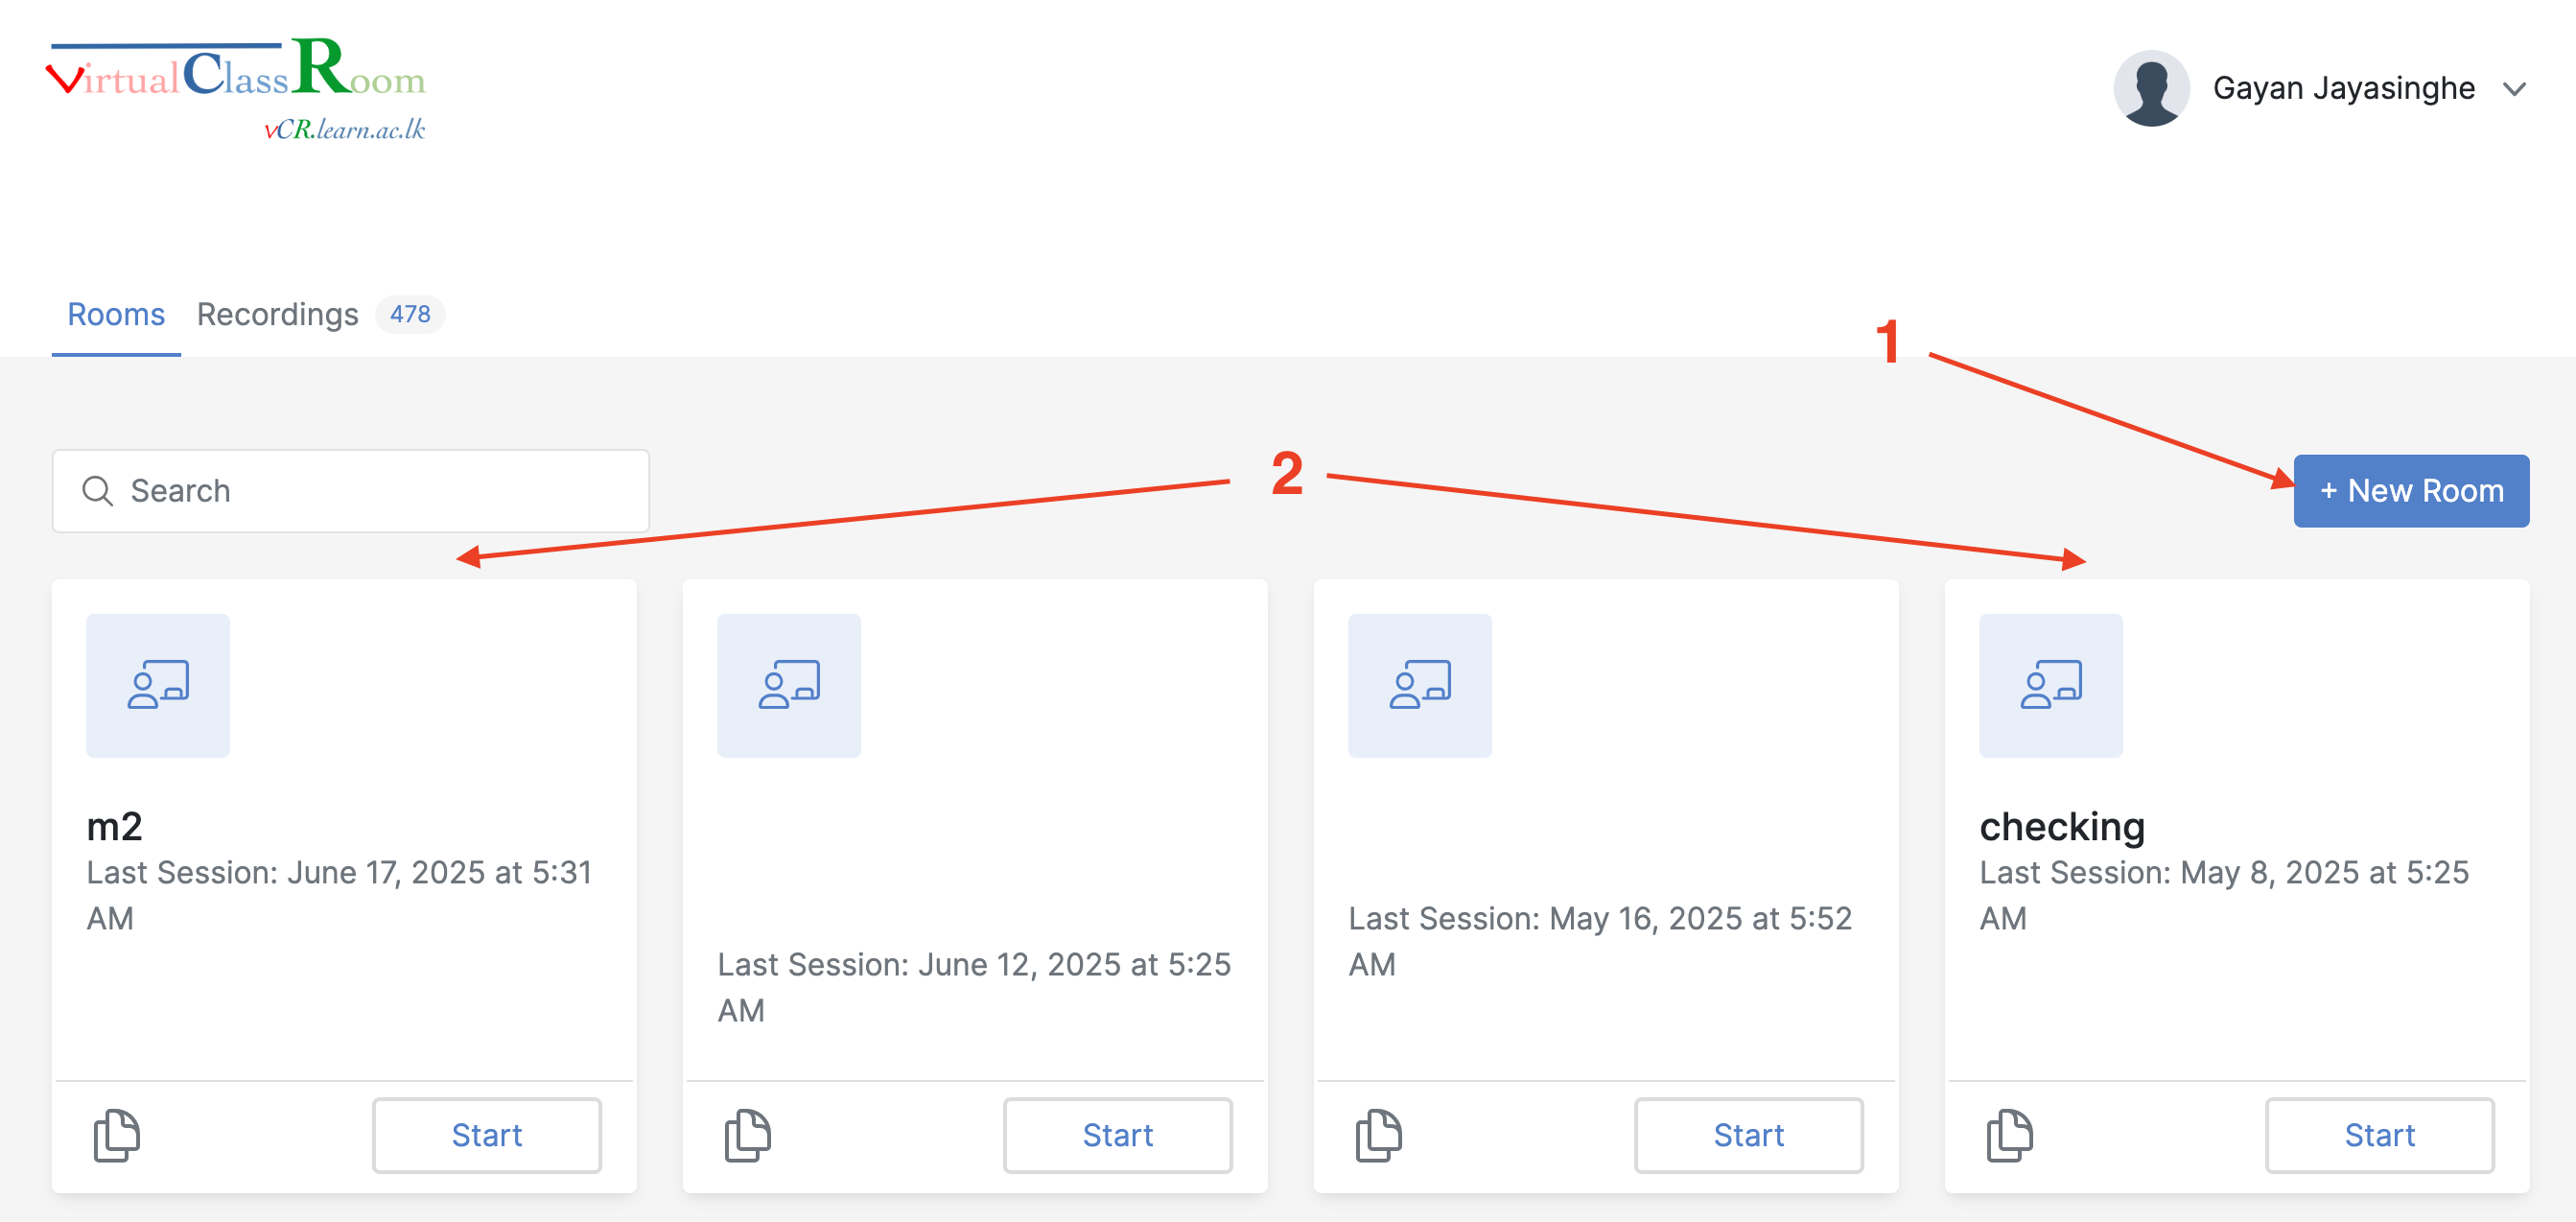 VirtualClassRoom
vCR.learn.ac.lk
Gayan Jayasinghe
Rooms Recordings 478
1
2
Search
+ New Room
m2
Last Session: June 17, 2025 at 5:31
AM
Start
Last Session: June 12, 2025 at 5:25
AM
Start
Last Session: May 16, 2025 at 5:52
AM
Start
checking
Last Session: May 8, 2025 at 5:25
AM
Start